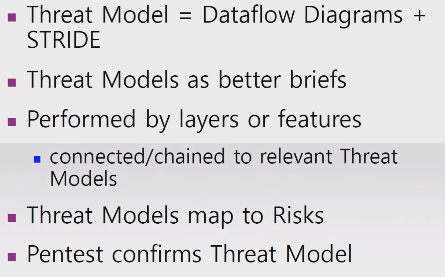 Threat Model = Dataflow Diagrams +
STRIDE
Threat Models as better briefs
Performed by layers or features
connected/chained to relevant Threat
Models
Threat Models map to Risks
Pentest confirms Threat Model